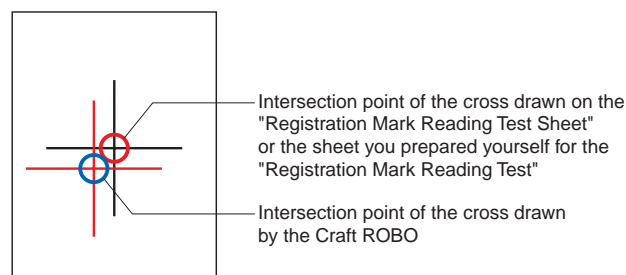 Intersection point of the cross drawn on the
"Registration Mark Reading Test Sheet"
or the sheet you prepared yourself for the
"Registration Mark Reading Test"
Intersection point of the cross drawn
by the Craft ROBO